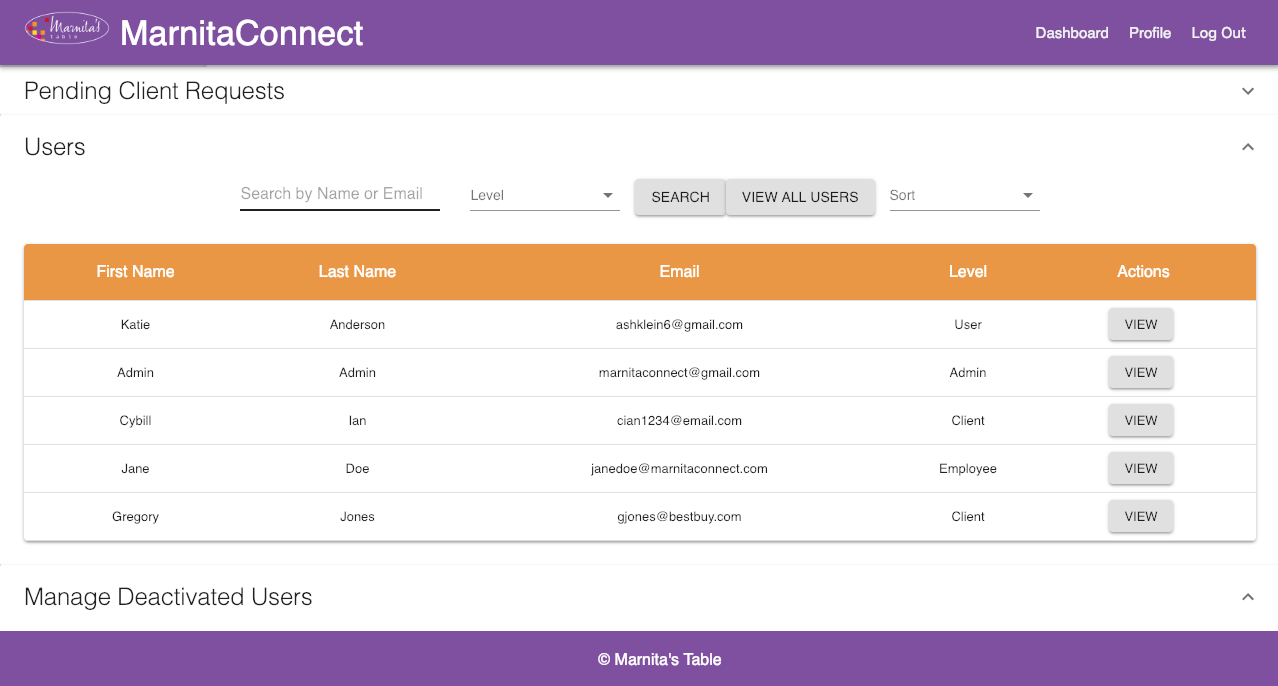 Marnita's
table
MarnitaConnect
Dashboard Profile Log Out
Pending Client Requests
Users
Search by Name or Email Level SEARCH VIEW ALL USERS Sort
First Name Last Name Email Level Actions
Katie Anderson ashklein6@gmail.com User VIEW
Admin Admin marnitaconnect@gmail.com Admin VIEW
Cybill Ian cian1234@email.com Client VIEW
Jane Doe janedoe@marnitaconnect.com Employee VIEW
Gregory Jones gjones@bestbuy.com Client VIEW
Manage Deactivated Users
© Marnita's Table